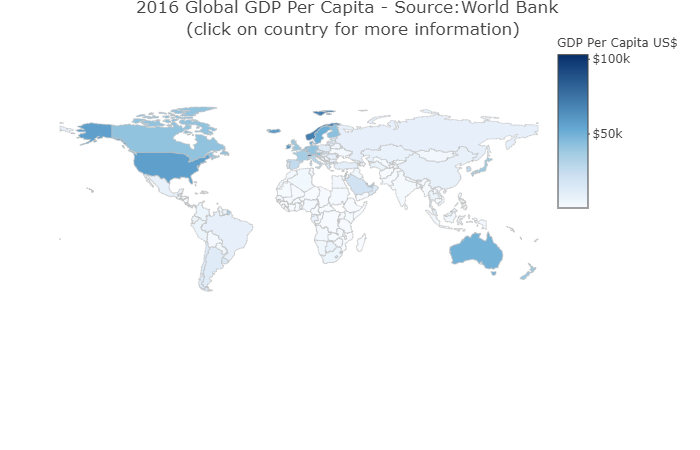 2016 Global GDP Per Capita - Source:World Bank
(click on country for more information)
GDP Per Capita US$
$100k
$50k